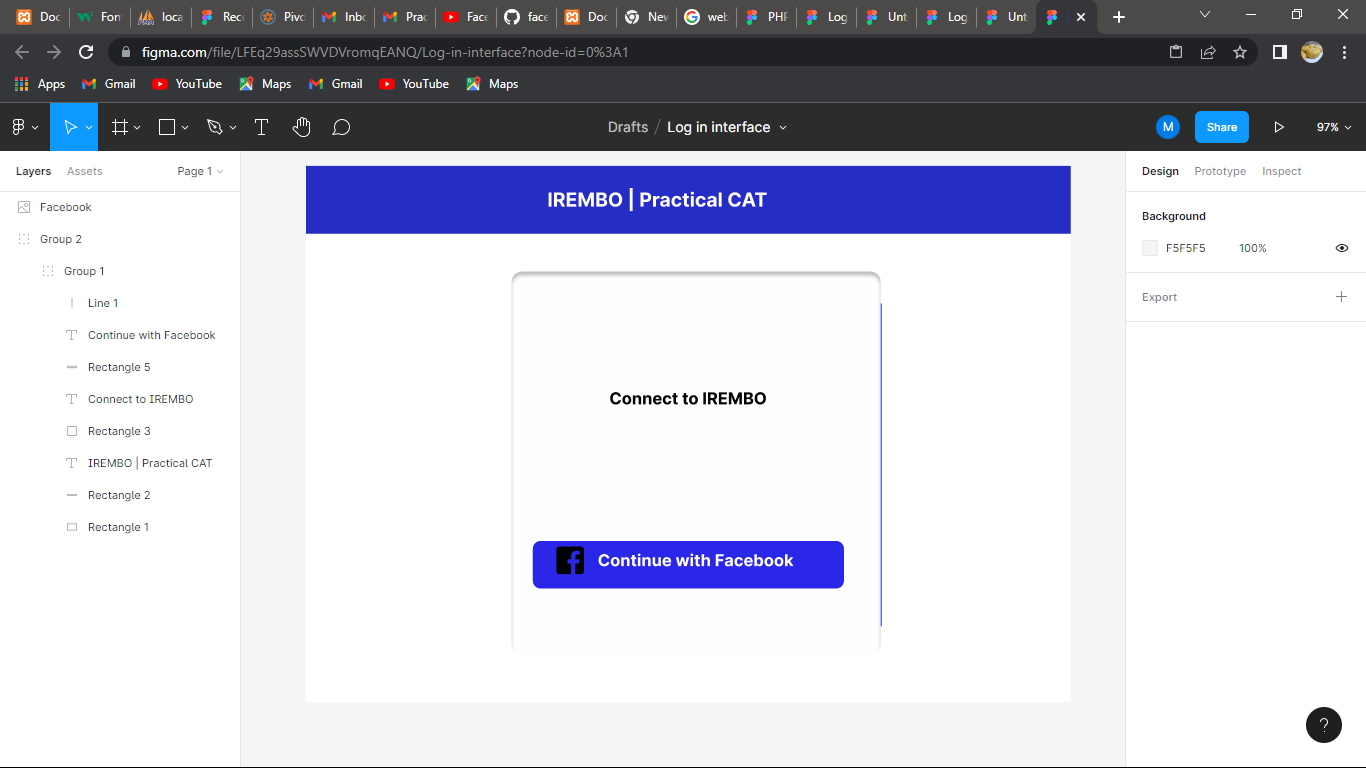 Doc
Fon
loca
Rec
Pivo
Inbo
Prac
Face
face
Doc
Nev
web
PHP
Log
Unt
Log
Unt
figma.com/file/LFEq29assSWVDVromqEANQ/Log-in-interface?node-id=0%3A1
Apps Gmail YouTube Maps Gmail YouTube Maps
Drafts / Log in interface M Share 97%
Layers Assets Page 1
Facebook
Group 2
Group 1
Line 1
Continue with Facebook
Rectangle 5
Connect to IREMBO
Rectangle 3
IREMBO | Practical CAT
Rectangle 2
Rectangle 1
IREMBO | Practical CAT
Connect to IREMBO
Continue with Facebook
Design Prototype Inspect
Background
F5F5F5 100%
Export
?